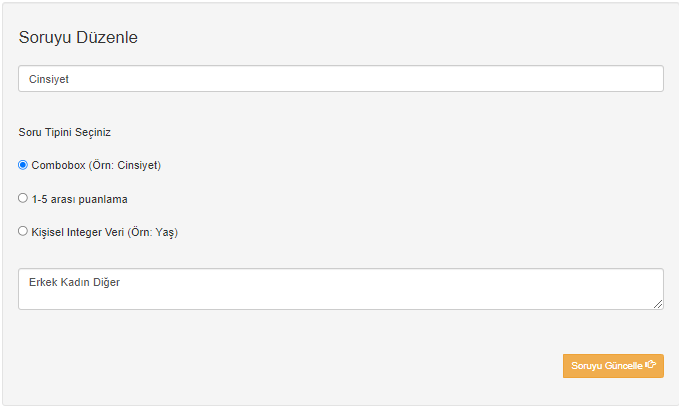 Soruyu Düzenle
Cinsiyet
Soru Tipini Seçiniz
Combobox (Örn: Cinsiyet)
1-5 arası puanlama
Kişisel Integer Veri (Örn: Yaş)
Erkek Kadın Diğer
Soruyu Güncelle